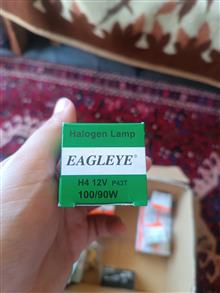 Halogen Lamp
EAGLEYE®
H4 12V P43T
100/90W